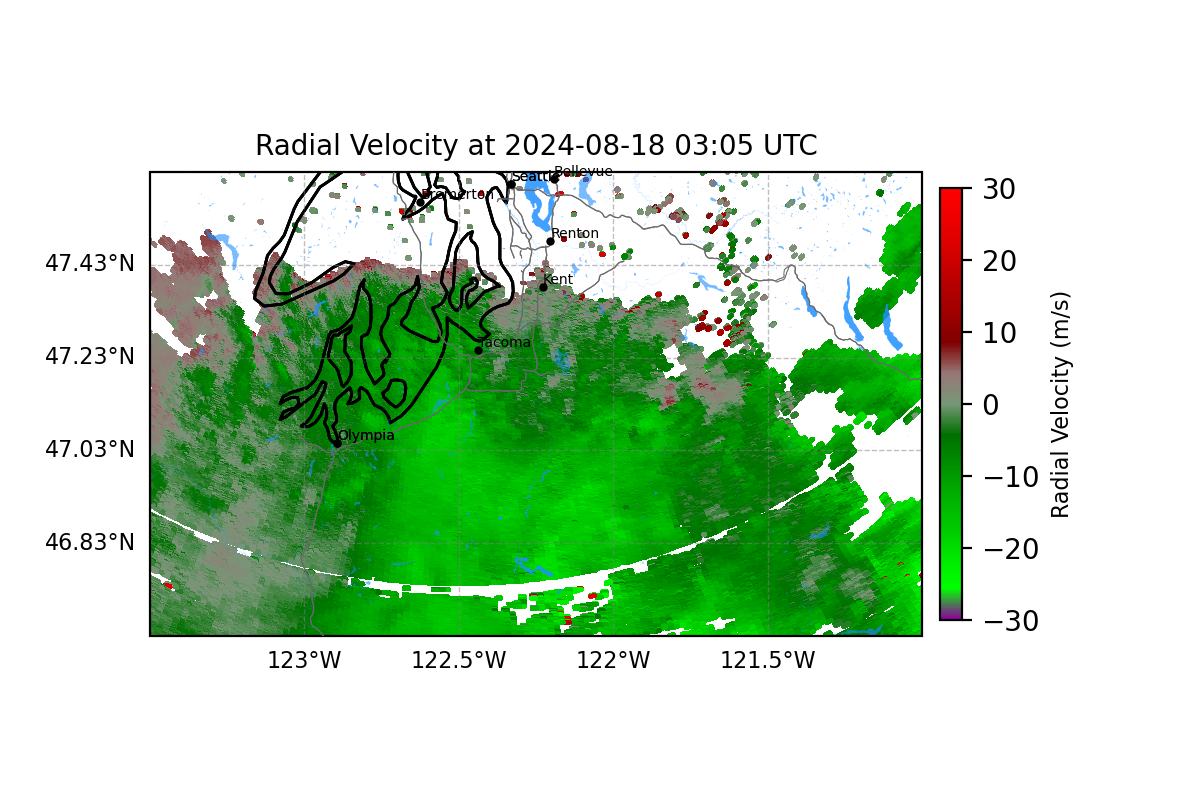 Radial Velocity at 2024-08-18 03:05 UTC
Bellevue
Bremerton
Renton
Kent
Tacoma
Olympia
47.43°N
47.23°N
47.03°N
46.83°N
123°W
122.5°W
122°W
121.5°W
30
20
10
0
−10
−20
−30
Radial Velocity (m/s)